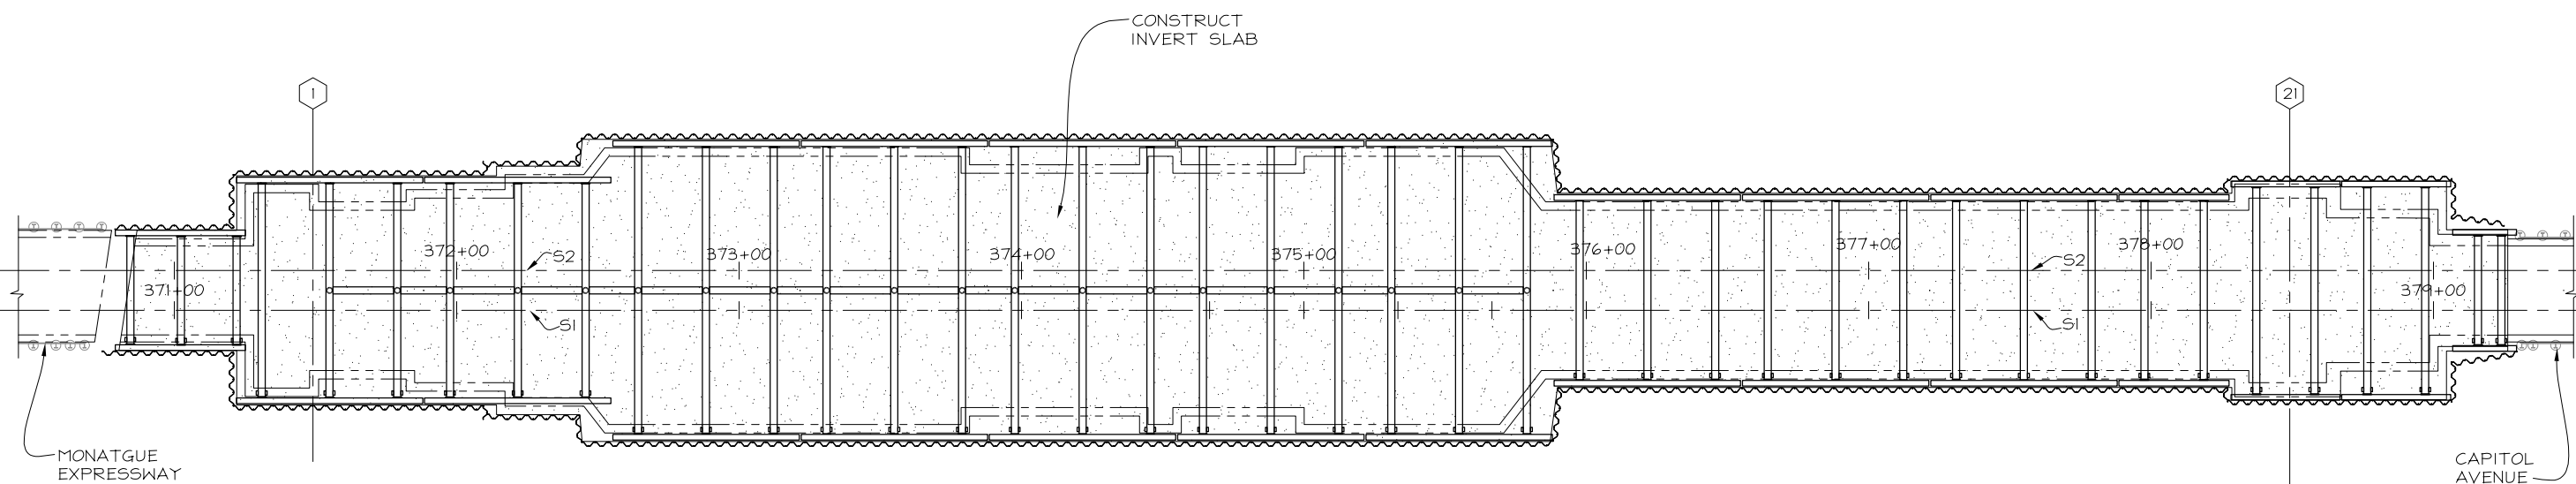 CONSTRUCT
INVERT SLAB
1
21
371+00
372+00
373+00
374+00
375+00
376+00
377+00
378+00
379+00
S2
S1
S2
S1
MONATGUE
EXPRESSWAY
CAPITOL
AVENUE